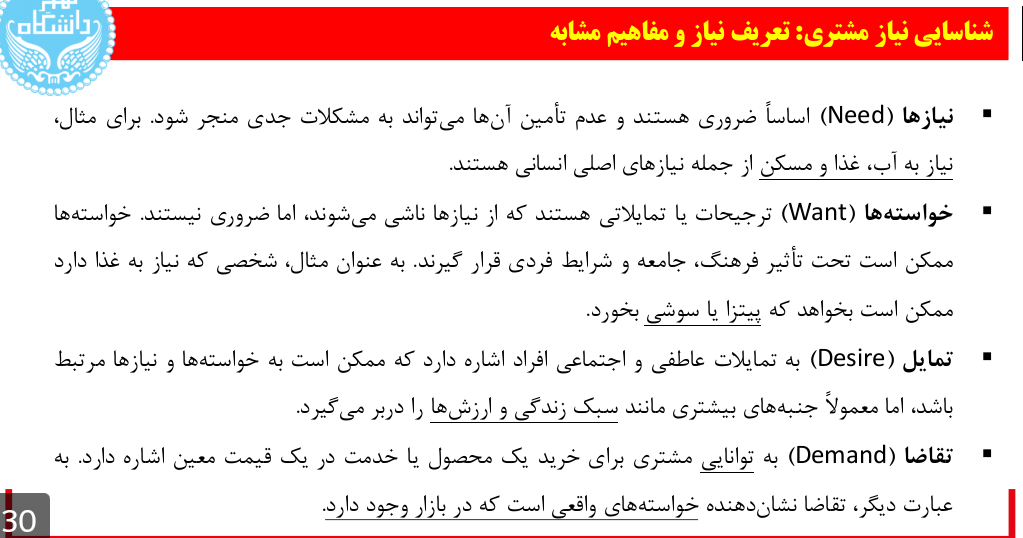 دانشگاه
شناسایی نیاز مشتری: تعریف نیاز و مفاهیم مشابه
▪ نیازها (Need) اساساً ضروری هستند و عدم تأمین آن‌ها می‌تواند به مشکلات جدی منجر شود. برای مثال،
نیاز به آب، غذا و مسکن از جمله نیازهای اصلی انسانی هستند.
▪ خواسته‌ها (Want) ترجیحات یا تمایلاتی هستند که از نیازها ناشی می‌شوند، اما ضروری نیستند. خواسته‌ها
ممکن است تحت تأثیر فرهنگ، جامعه و شرایط فردی قرار گیرند. به عنوان مثال، شخصی که نیاز به غذا دارد
ممکن است بخواهد که پیتزا یا سوشی بخورد.
▪ تمایل (Desire) به تمایلات عاطفی و اجتماعی افراد اشاره دارد که ممکن است به خواسته‌ها و نیازها مرتبط
باشد، اما معمولاً جنبه‌های بیشتری مانند سبک زندگی و ارزش‌ها را دربر می‌گیرد.
▪ تقاضا (Demand) به توانایی مشتری برای خرید یک محصول یا خدمت در یک قیمت معین اشاره دارد. به
عبارت دیگر، تقاضا نشان‌دهنده خواسته‌های واقعی است که در بازار وجود دارد.
30